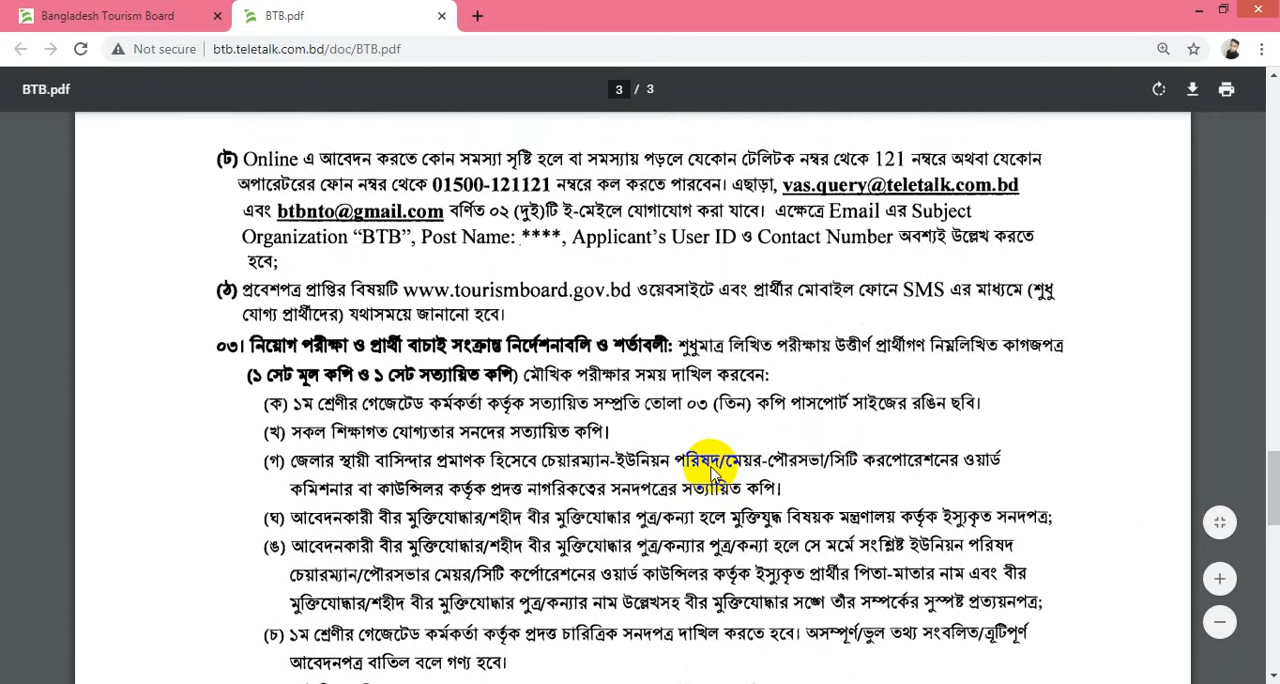 Bangladesh Tourism Board
BTB.pdf
Not secure
btb.teletalk.com.bd/doc/BTB.pdf
BTB.pdf
3 / 3
(ট) Online এ আবেদন করতে কোন সমস্যা সৃষ্টি হলে বা সমস্যায় পড়লে যেকোন টেলিটক নম্বর থেকে 121 নম্বরে অথবা যেকোন
অপারেটরের ফোন নম্বর থেকে 01500-121121 নম্বরে কল করতে পারবেন। এছাড়া, vas.query@teletalk.com.bd
এবং btbnto@gmail.com বর্ণিত ০২ (দুই)টি ই-মেইলে যোগাযোগ করা যাবে। এক্ষেত্রে Email এর Subject
Organization “BTB”, Post Name: ****, Applicant's User ID ও Contact Number অবশ্যই উল্লেখ করতে
হবে;
(ঠ) প্রবেশপত্র প্রাপ্তির বিষয়টি www.tourismboard.gov.bd ওয়েবসাইটে এবং প্রার্থীর মোবাইল ফোনে SMS এর মাধ্যমে (শুধু
যোগ্য প্রার্থীদের) যথাসময়ে জানানো হবে।
০৩। নিয়োগ পরীক্ষা ও প্রার্থী বাচাই সংক্রান্ত নির্দেশনাবলি ও শর্তাবলী: শুধুমাত্র লিখিত পরীক্ষায় উত্তীর্ণ প্রার্থীগণ নিম্নলিখিত কাগজপত্র
(১ সেট মূল কপি ও ১ সেট সত্যায়িত কপি) মৌখিক পরীক্ষার সময় দাখিল করবেন:
(ক) ১ম শ্রেণীর গেজেটেড কর্মকর্তা কর্তৃক সত্যায়িত সম্প্রতি তোলা ০৩ (তিন) কপি পাসপোর্ট সাইজের রঙিন ছবি।
(খ) সকল শিক্ষাগত যোগ্যতার সনদের সত্যায়িত কপি।
(গ) জেলার স্থায়ী বাসিন্দার প্রমাণক হিসেবে চেয়ারম্যান-ইউনিয়ন পরিষদ/মেয়র-পৌরসভা/সিটি করপোরেশনের ওয়ার্ড
কমিশনার বা কাউন্সিলর কর্তৃক প্রদত্ত নাগরিকত্বের সনদপত্রের সত্যায়িত কপি।
(ঘ) আবেদনকারী বীর মুক্তিযোদ্ধার/শহীদ বীর মুক্তিযোদ্ধার পুত্র/কন্যা হলে মুক্তিযুদ্ধ বিষয়ক মন্ত্রণালয় কর্তৃক ইস্যুকৃত সনদপত্র;
(ঙ) আবেদনকারী বীর মুক্তিযোদ্ধার/শহীদ বীর মুক্তিযোদ্ধার পুত্র/কন্যার পুত্র/কন্যা হলে সে মর্মে সংশ্লিষ্ট ইউনিয়ন পরিষদ
চেয়ারম্যান/পৌরসভার মেয়র/সিটি কর্পোরেশনের ওয়ার্ড কাউন্সিলর কর্তৃক ইস্যুকৃত প্রার্থীর পিতা-মাতার নাম এবং বীর
মুক্তিযোদ্ধার/শহীদ বীর মুক্তিযোদ্ধার পুত্র/কন্যার নাম উল্লেখসহ বীর মুক্তিযোদ্ধার সঙ্গে তাঁর সম্পর্কের সুস্পষ্ট প্রত্যয়নপত্র;
(চ) ১ম শ্রেণীর গেজেটেড কর্মকর্তা কর্তৃক প্রদত্ত চারিত্রিক সনদপত্র দাখিল করতে হবে। অসম্পূর্ণ/ভুল তথ্য সংবলিত/ত্রুটিপূর্ণ
আবেদনপত্র বাতিল বলে গণ্য হবে।